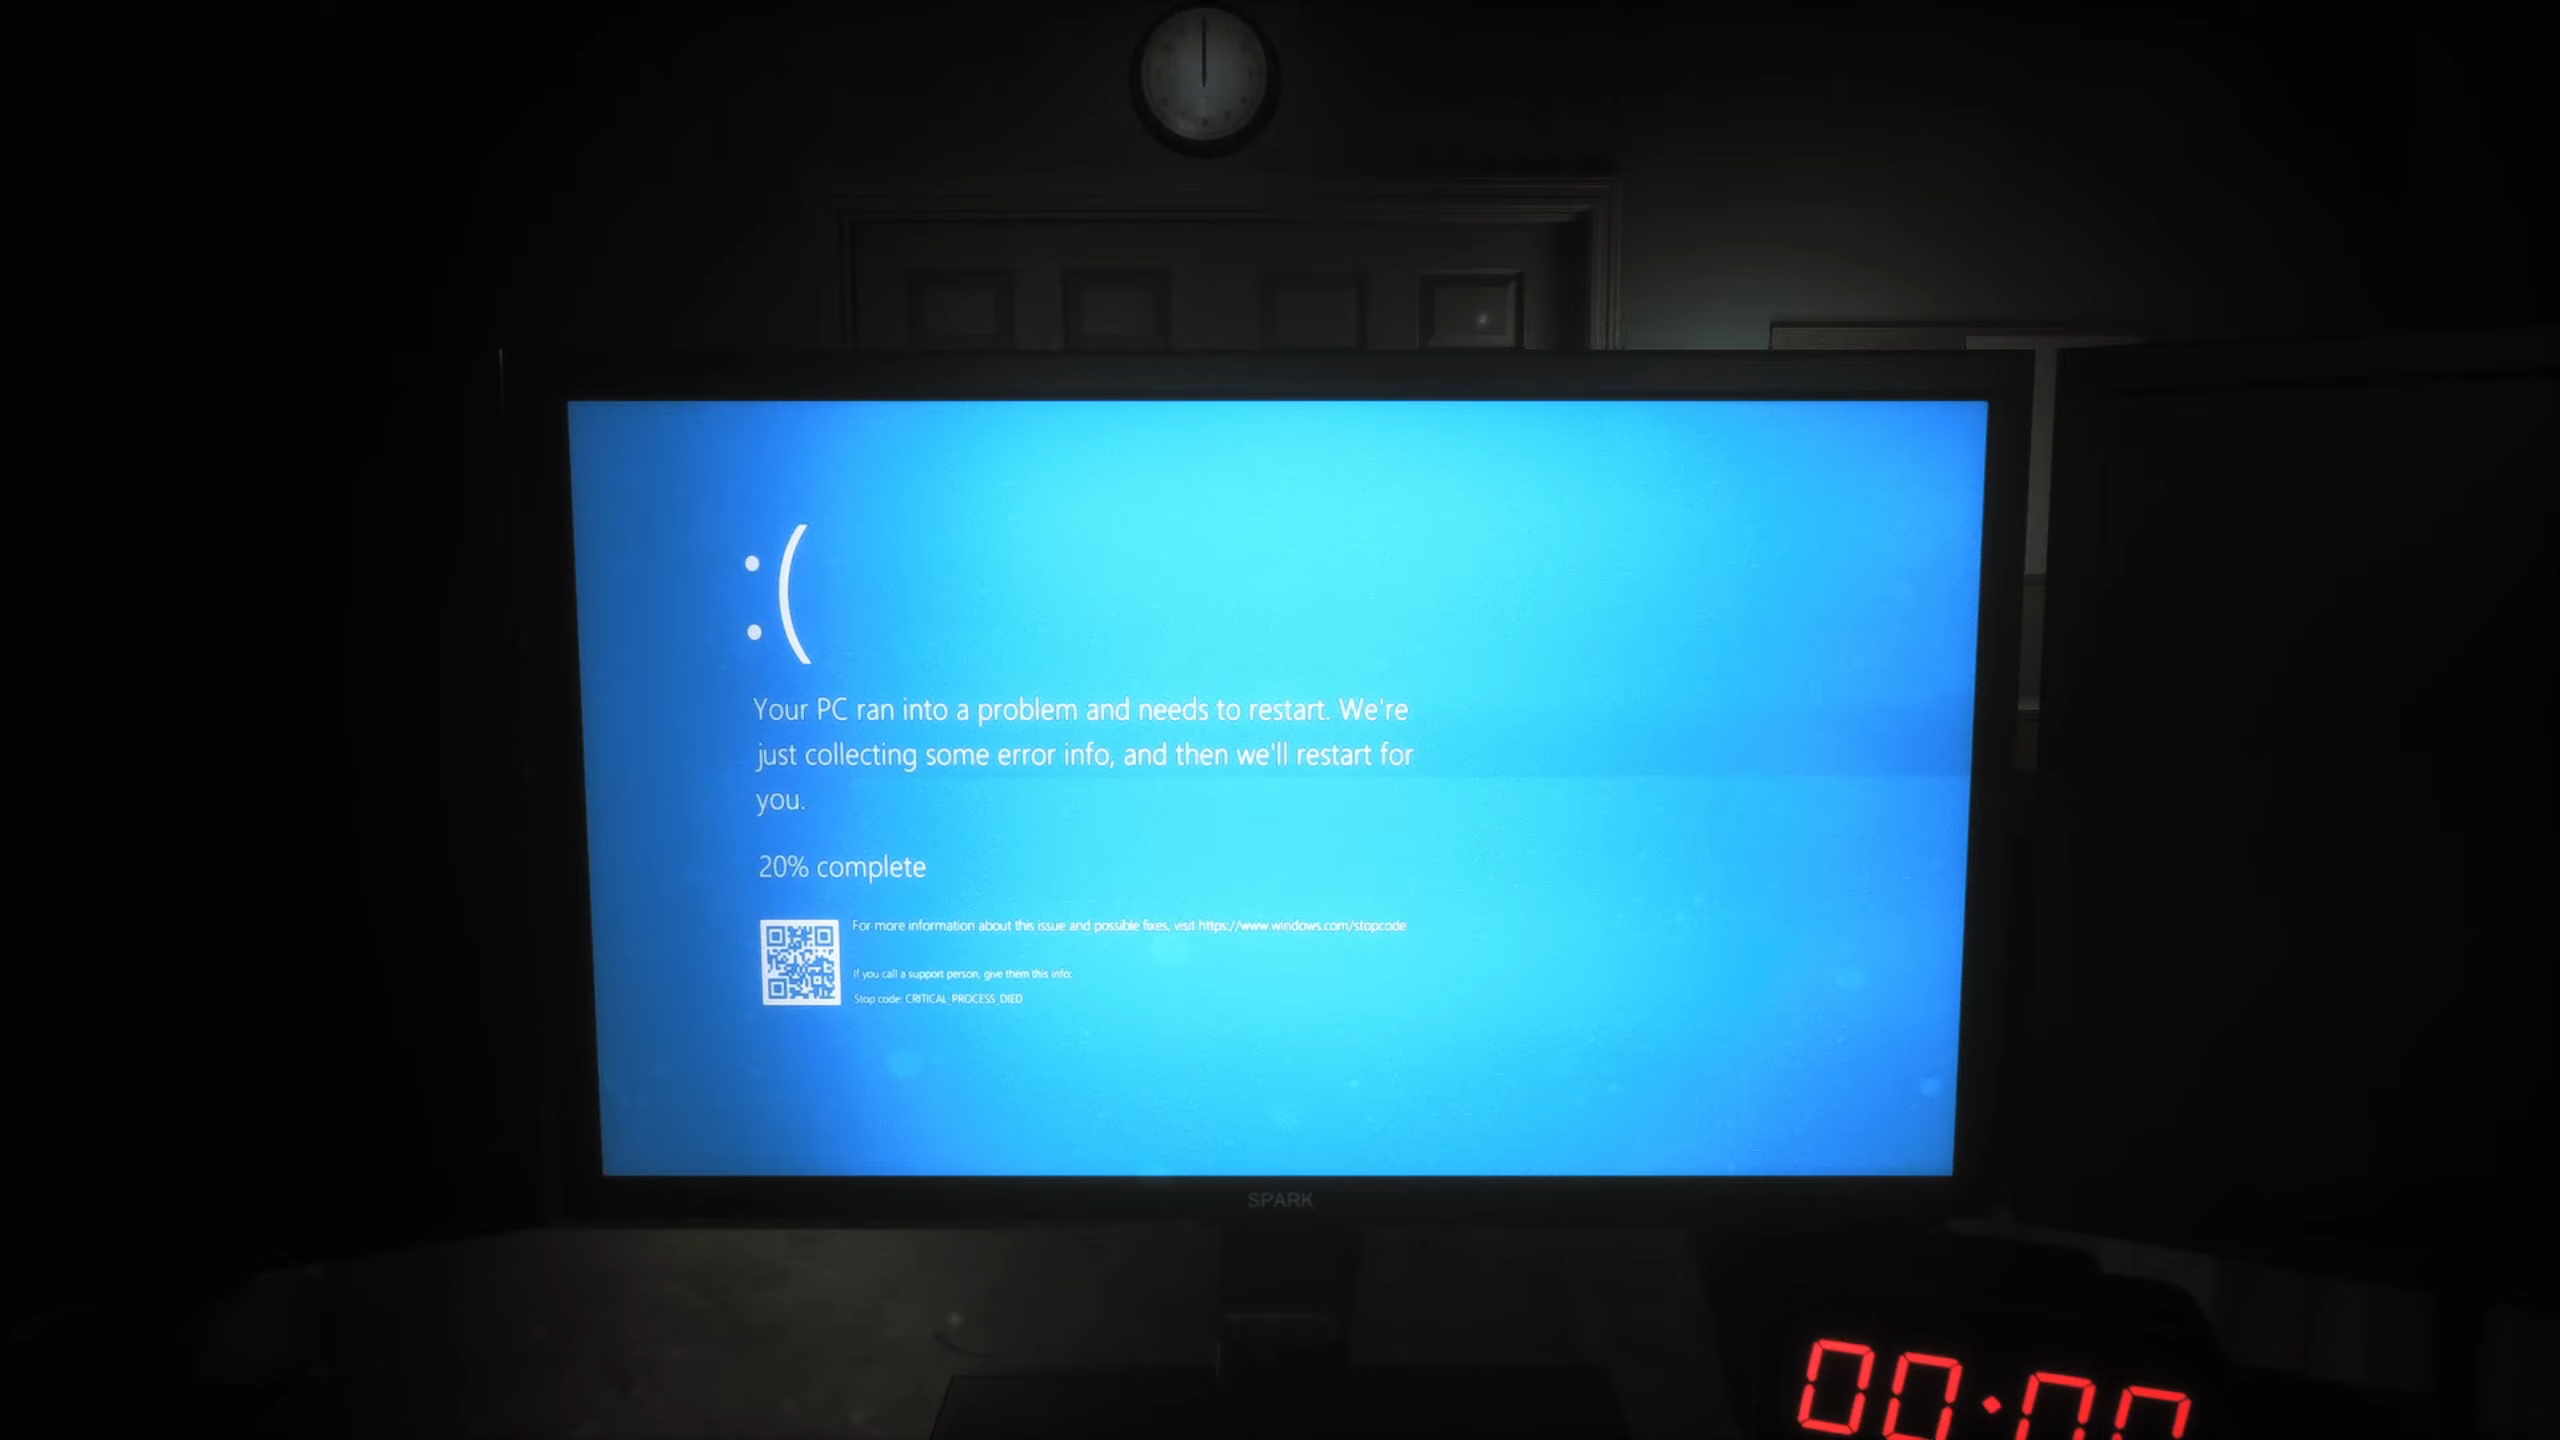 :(
Your PC ran into a problem and needs to restart. We're
just collecting some error info, and then we'll restart for
you.
20% complete
For more information about this issue and possible fixes, visit https://www.windows.com/stopcode
If you call a support person, give them this info:
Stop code: CRITICAL_PROCESS_DIED
SPARK
00:00